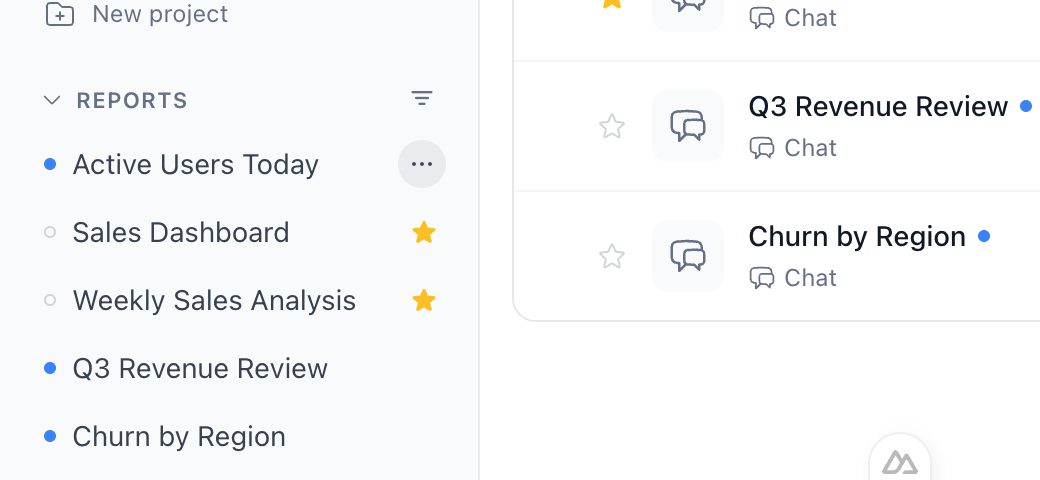 New project
REPORTS
Active Users Today
Sales Dashboard
Weekly Sales Analysis
Q3 Revenue Review
Churn by Region
Chat
Q3 Revenue Review
Chat
Churn by Region
Chat